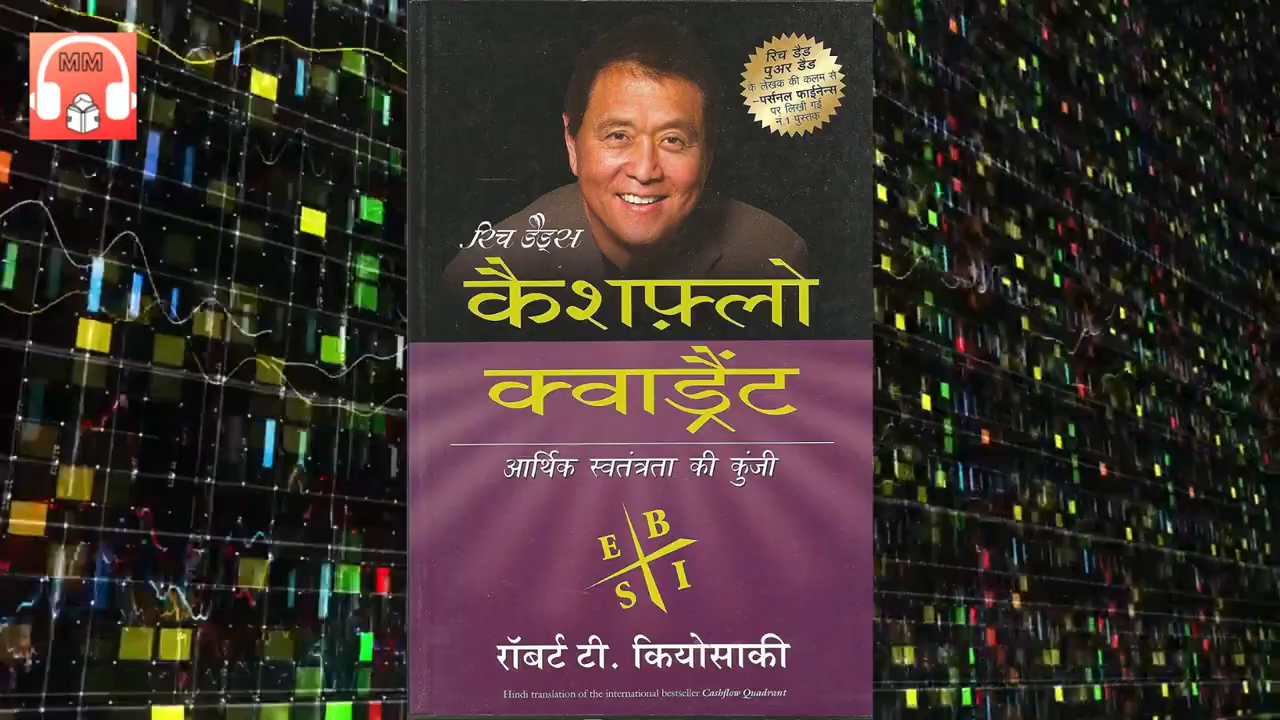 MM
रिच डैड
पुअर डैड
के लेखक की कलम से
-पर्सनल फाईनेन्स
पर लिखी गई
नं.1 पुस्तक
रिच डैड्स
कैशफ़्लो
क्वाड्रैंट
आर्थिक स्वतंत्रता की कुंजी
E B
S I
रॉबर्ट टी. कियोसाकी
Hindi translation of the international bestseller Cashflow Quadrant